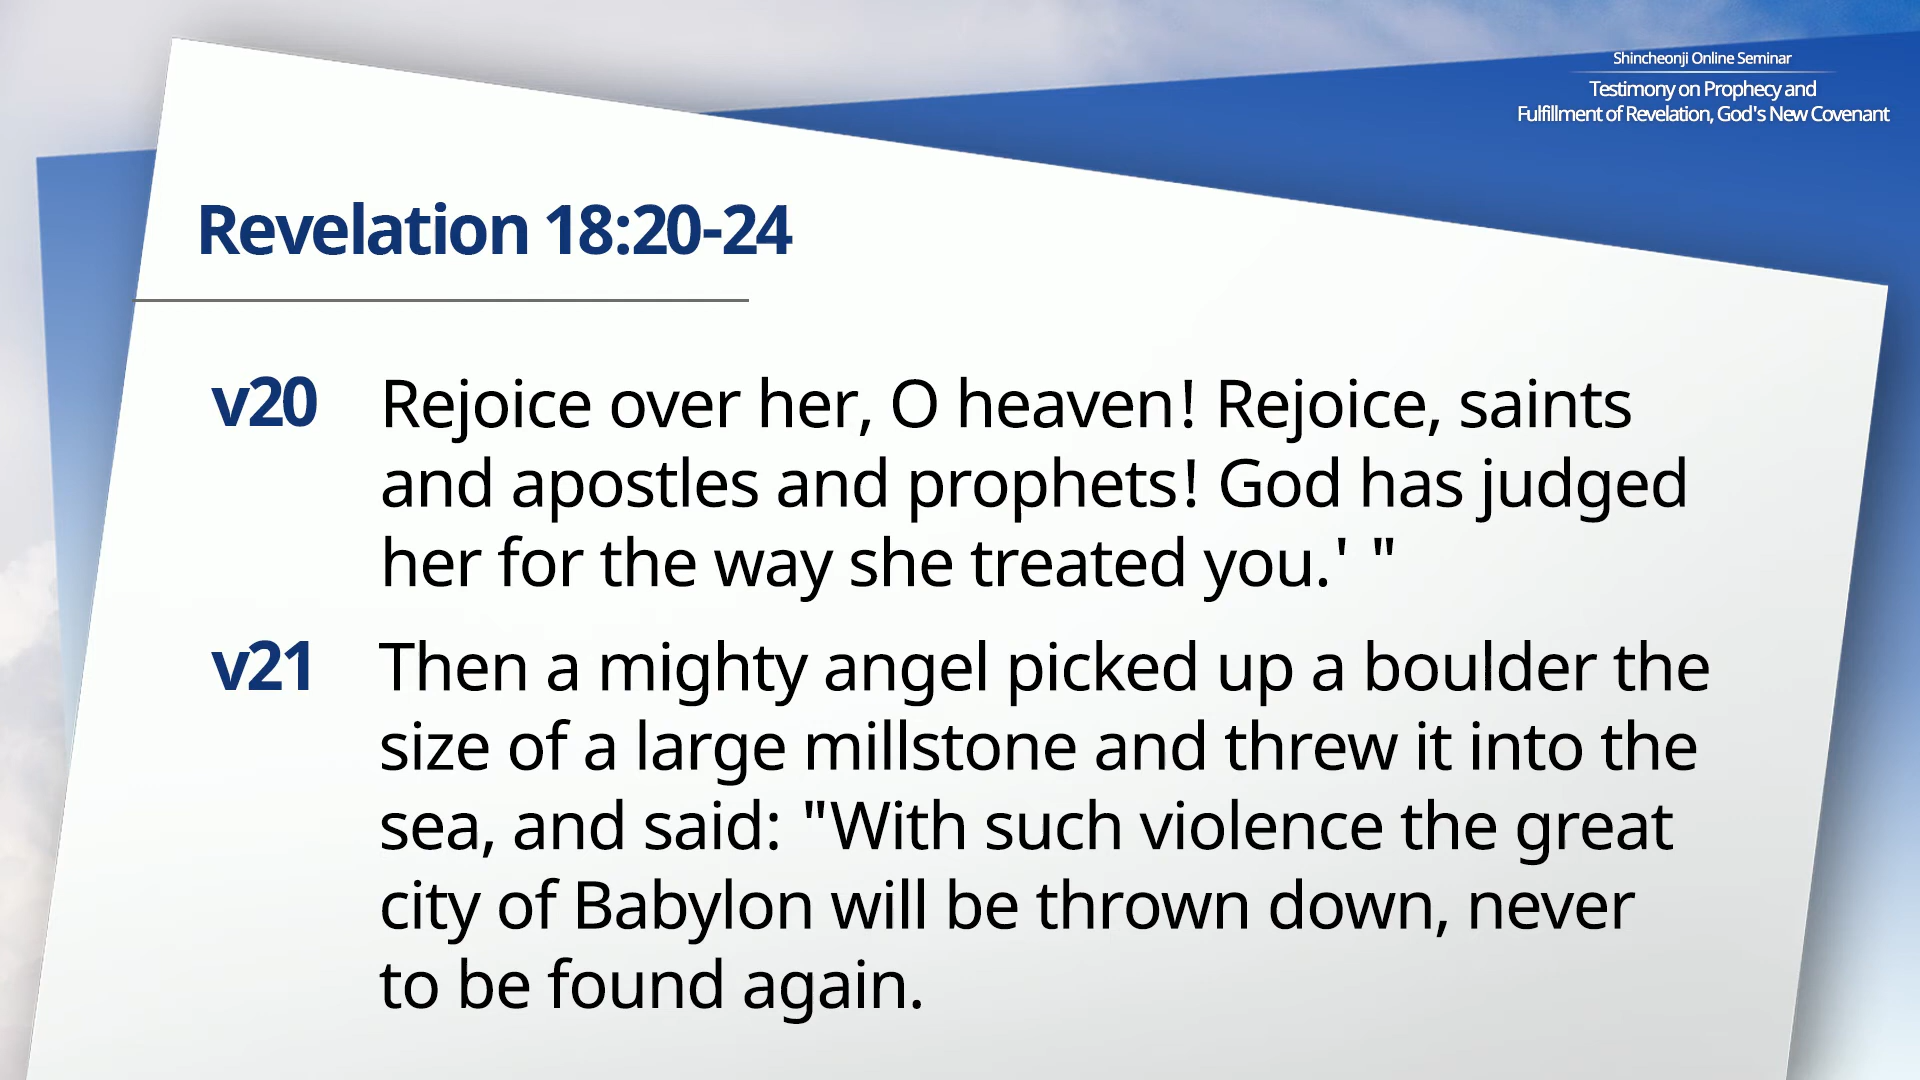 Shincheonji Online Seminar
Testimony on Prophecy and
Fulfillment of Revelation, God's New Covenant
Revelation 18:20-24
v20 Rejoice over her, O heaven! Rejoice, saints
and apostles and prophets! God has judged
her for the way she treated you.' "
v21 Then a mighty angel picked up a boulder the
size of a large millstone and threw it into the
sea, and said: "With such violence the great
city of Babylon will be thrown down, never
to be found again.